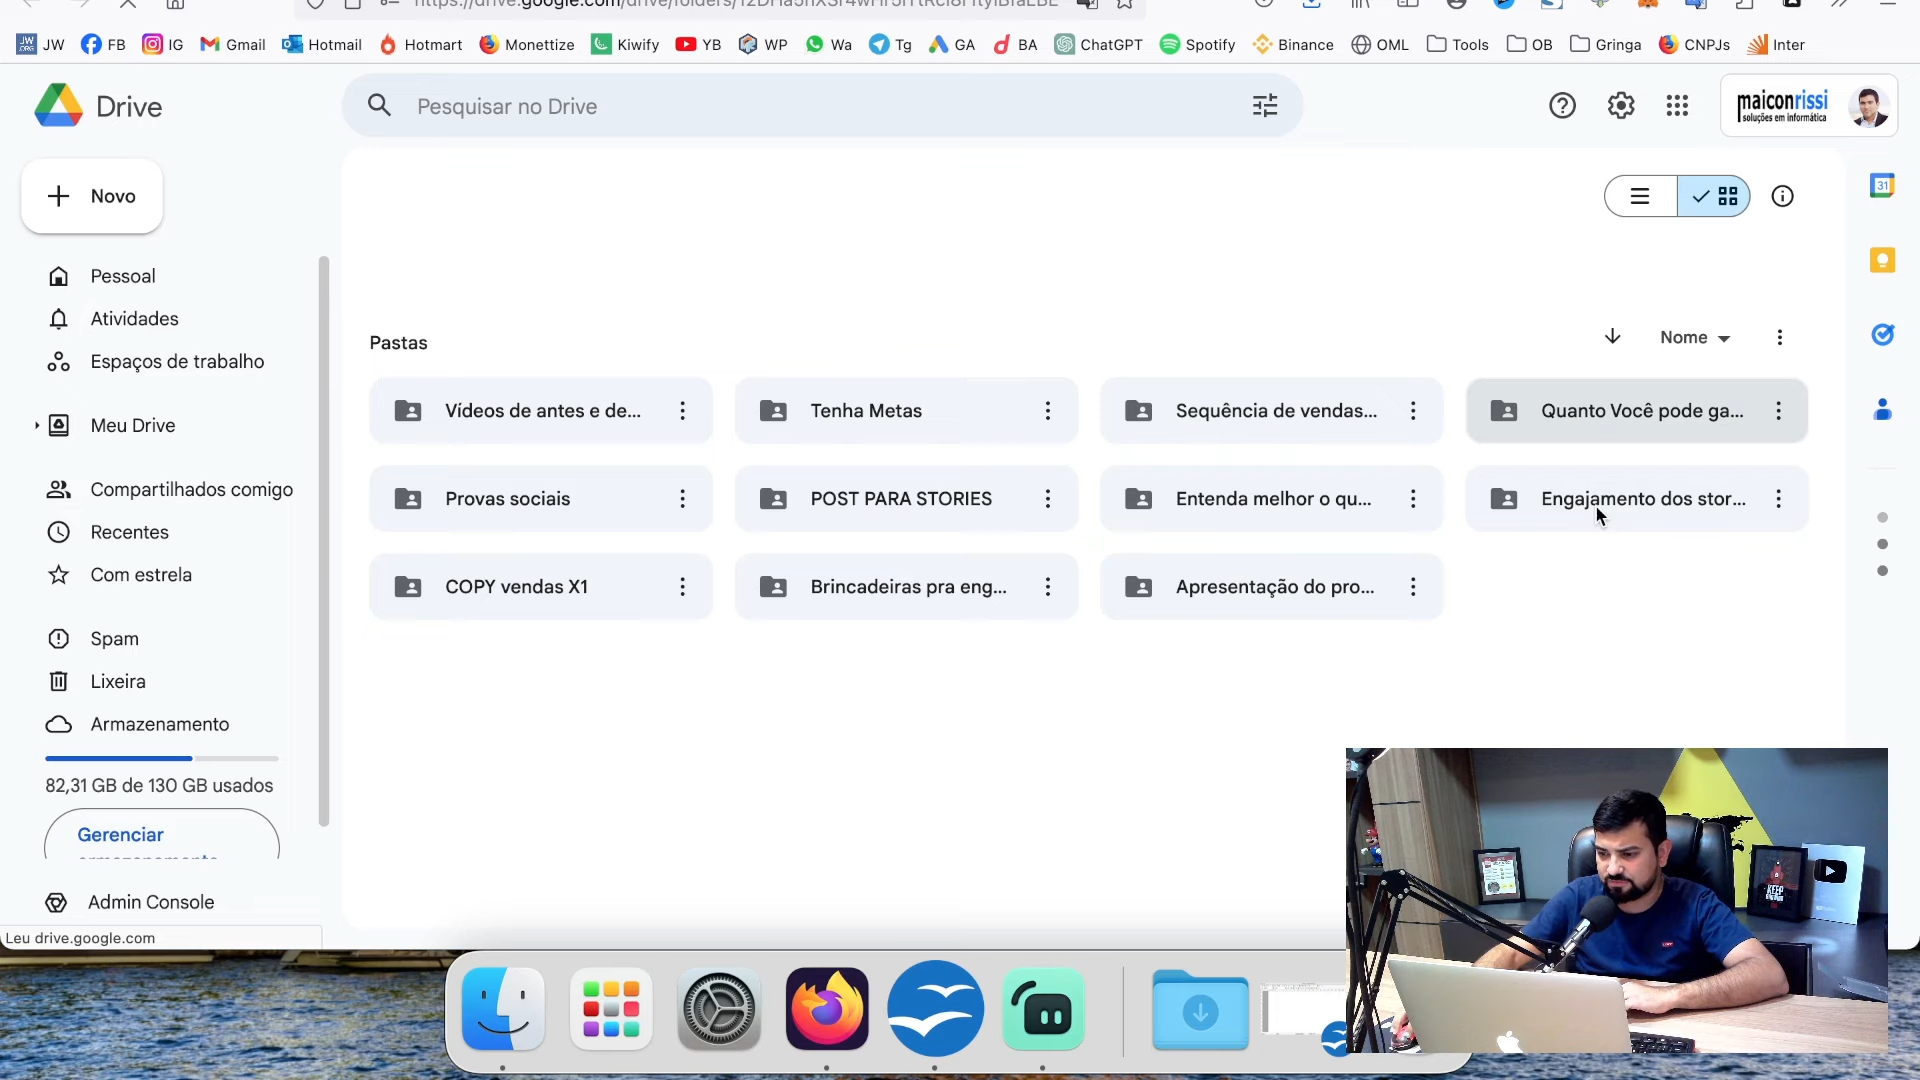 JW
FB
IG
Gmail
Hotmail
Hotmart
Monettize
Kiwify
YB
WP
Wa
Tg
GA
BA
ChatGPT
Spotify
Binance
OML
Tools
OB
Gringa
CNPJs
Inter
Drive
Pesquisar no Drive
maiconrissi
soluções em informática
Novo
31
Pessoal
Atividades
Espaços de trabalho
Meu Drive
Compartilhados comigo
Recentes
Com estrela
Spam
Lixeira
Armazenamento
82,31 GB de 130 GB usados
Gerenciar
Admin Console
Leu drive.google.com
Pastas
Nome
Vídeos de antes e de...
Tenha Metas
Sequência de vendas...
Quanto Você pode ga...
Provas sociais
POST PARA STORIES
Entenda melhor o qu...
Engajamento dos stor...
COPY vendas X1
Brincadeiras pra eng...
Apresentação do pro...
KEEP